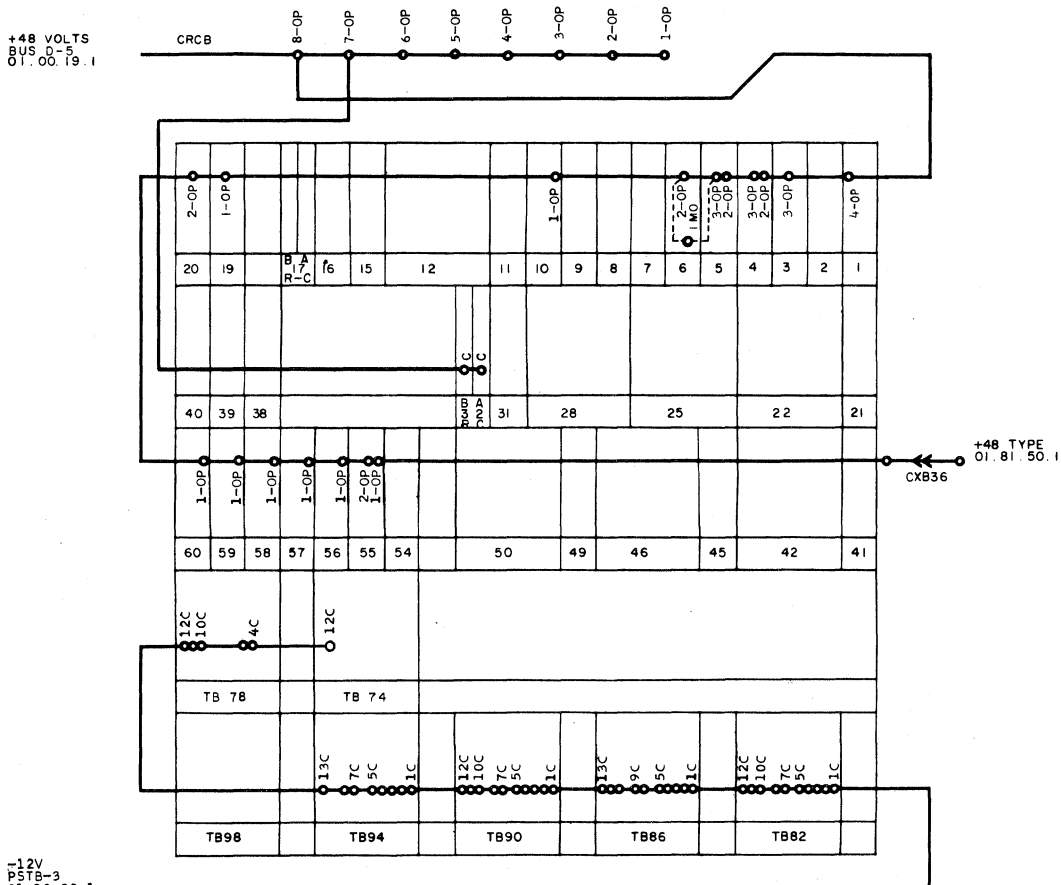 +48 VOLTS
BUS D-5
01.00.19.1
CRCB
8-OP
7-OP
6-OP
5-OP
4-OP
3-OP
2-OP
1-OP
2-OP
1-OP
1-OP
2-OP
1 MO
3-OP
2-OP
3-OP
2-OP
3-OP
4-OP
20
19
B A
17
R-C
16
15
12
11
10
9
8
7
6
5
4
3
2
1
C
C
40
39
38
B A
3 2
R C
31
28
25
22
21
1-OP
1-OP
1-OP
1-OP
1-OP
2-OP
1-OP
+48 TYPE
01.81.50.1
CXB36
60
59
58
57
56
55
54
50
49
46
45
42
41
12C
10C
4C
12C
TB 78
TB 74
13C
7C
5C
1C
12C
10C
7C
5C
1C
13C
9C
5C
1C
12C
10C
7C
5C
1C
TB98
TB94
TB90
TB86
TB82
-12V
PSTB-3